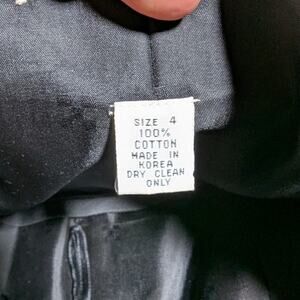 SIZE 4
100%
COTTON
MADE IN
KOREA
DRY CLEAN
ONLY